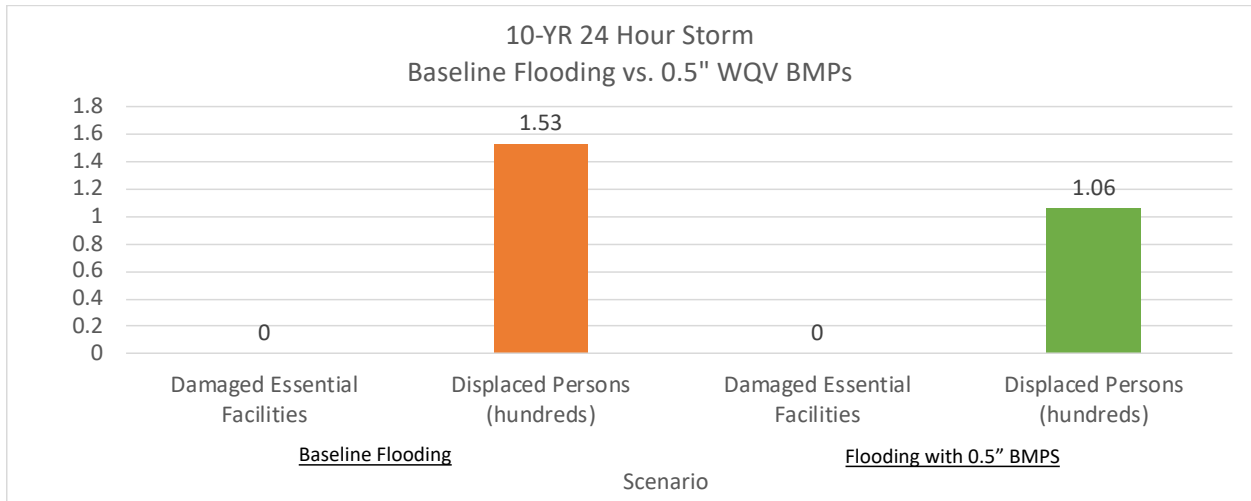 10-YR 24 Hour Storm
Baseline Flooding vs. 0.5" WQV BMPs
1.8
1.6
1.4
1.2
1
0.8
0.6
0.4
0.2
0
0
1.53
0
1.06
Damaged Essential
Facilities
Displaced Persons
(hundreds)
Damaged Essential
Facilities
Displaced Persons
(hundreds)
Baseline Flooding
Flooding with 0.5” BMPS
Scenario